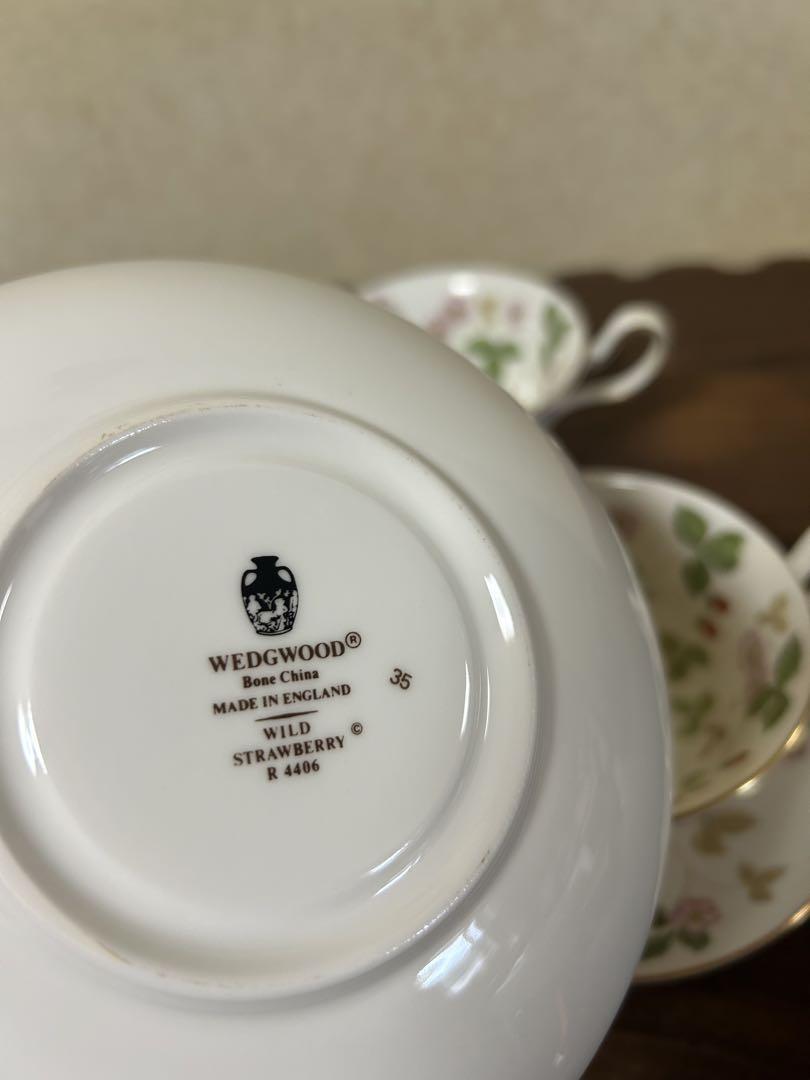 WEDGWOOD®
Bone China
MADE IN ENGLAND
WILD
STRAWBERRY ©
R 4406
35